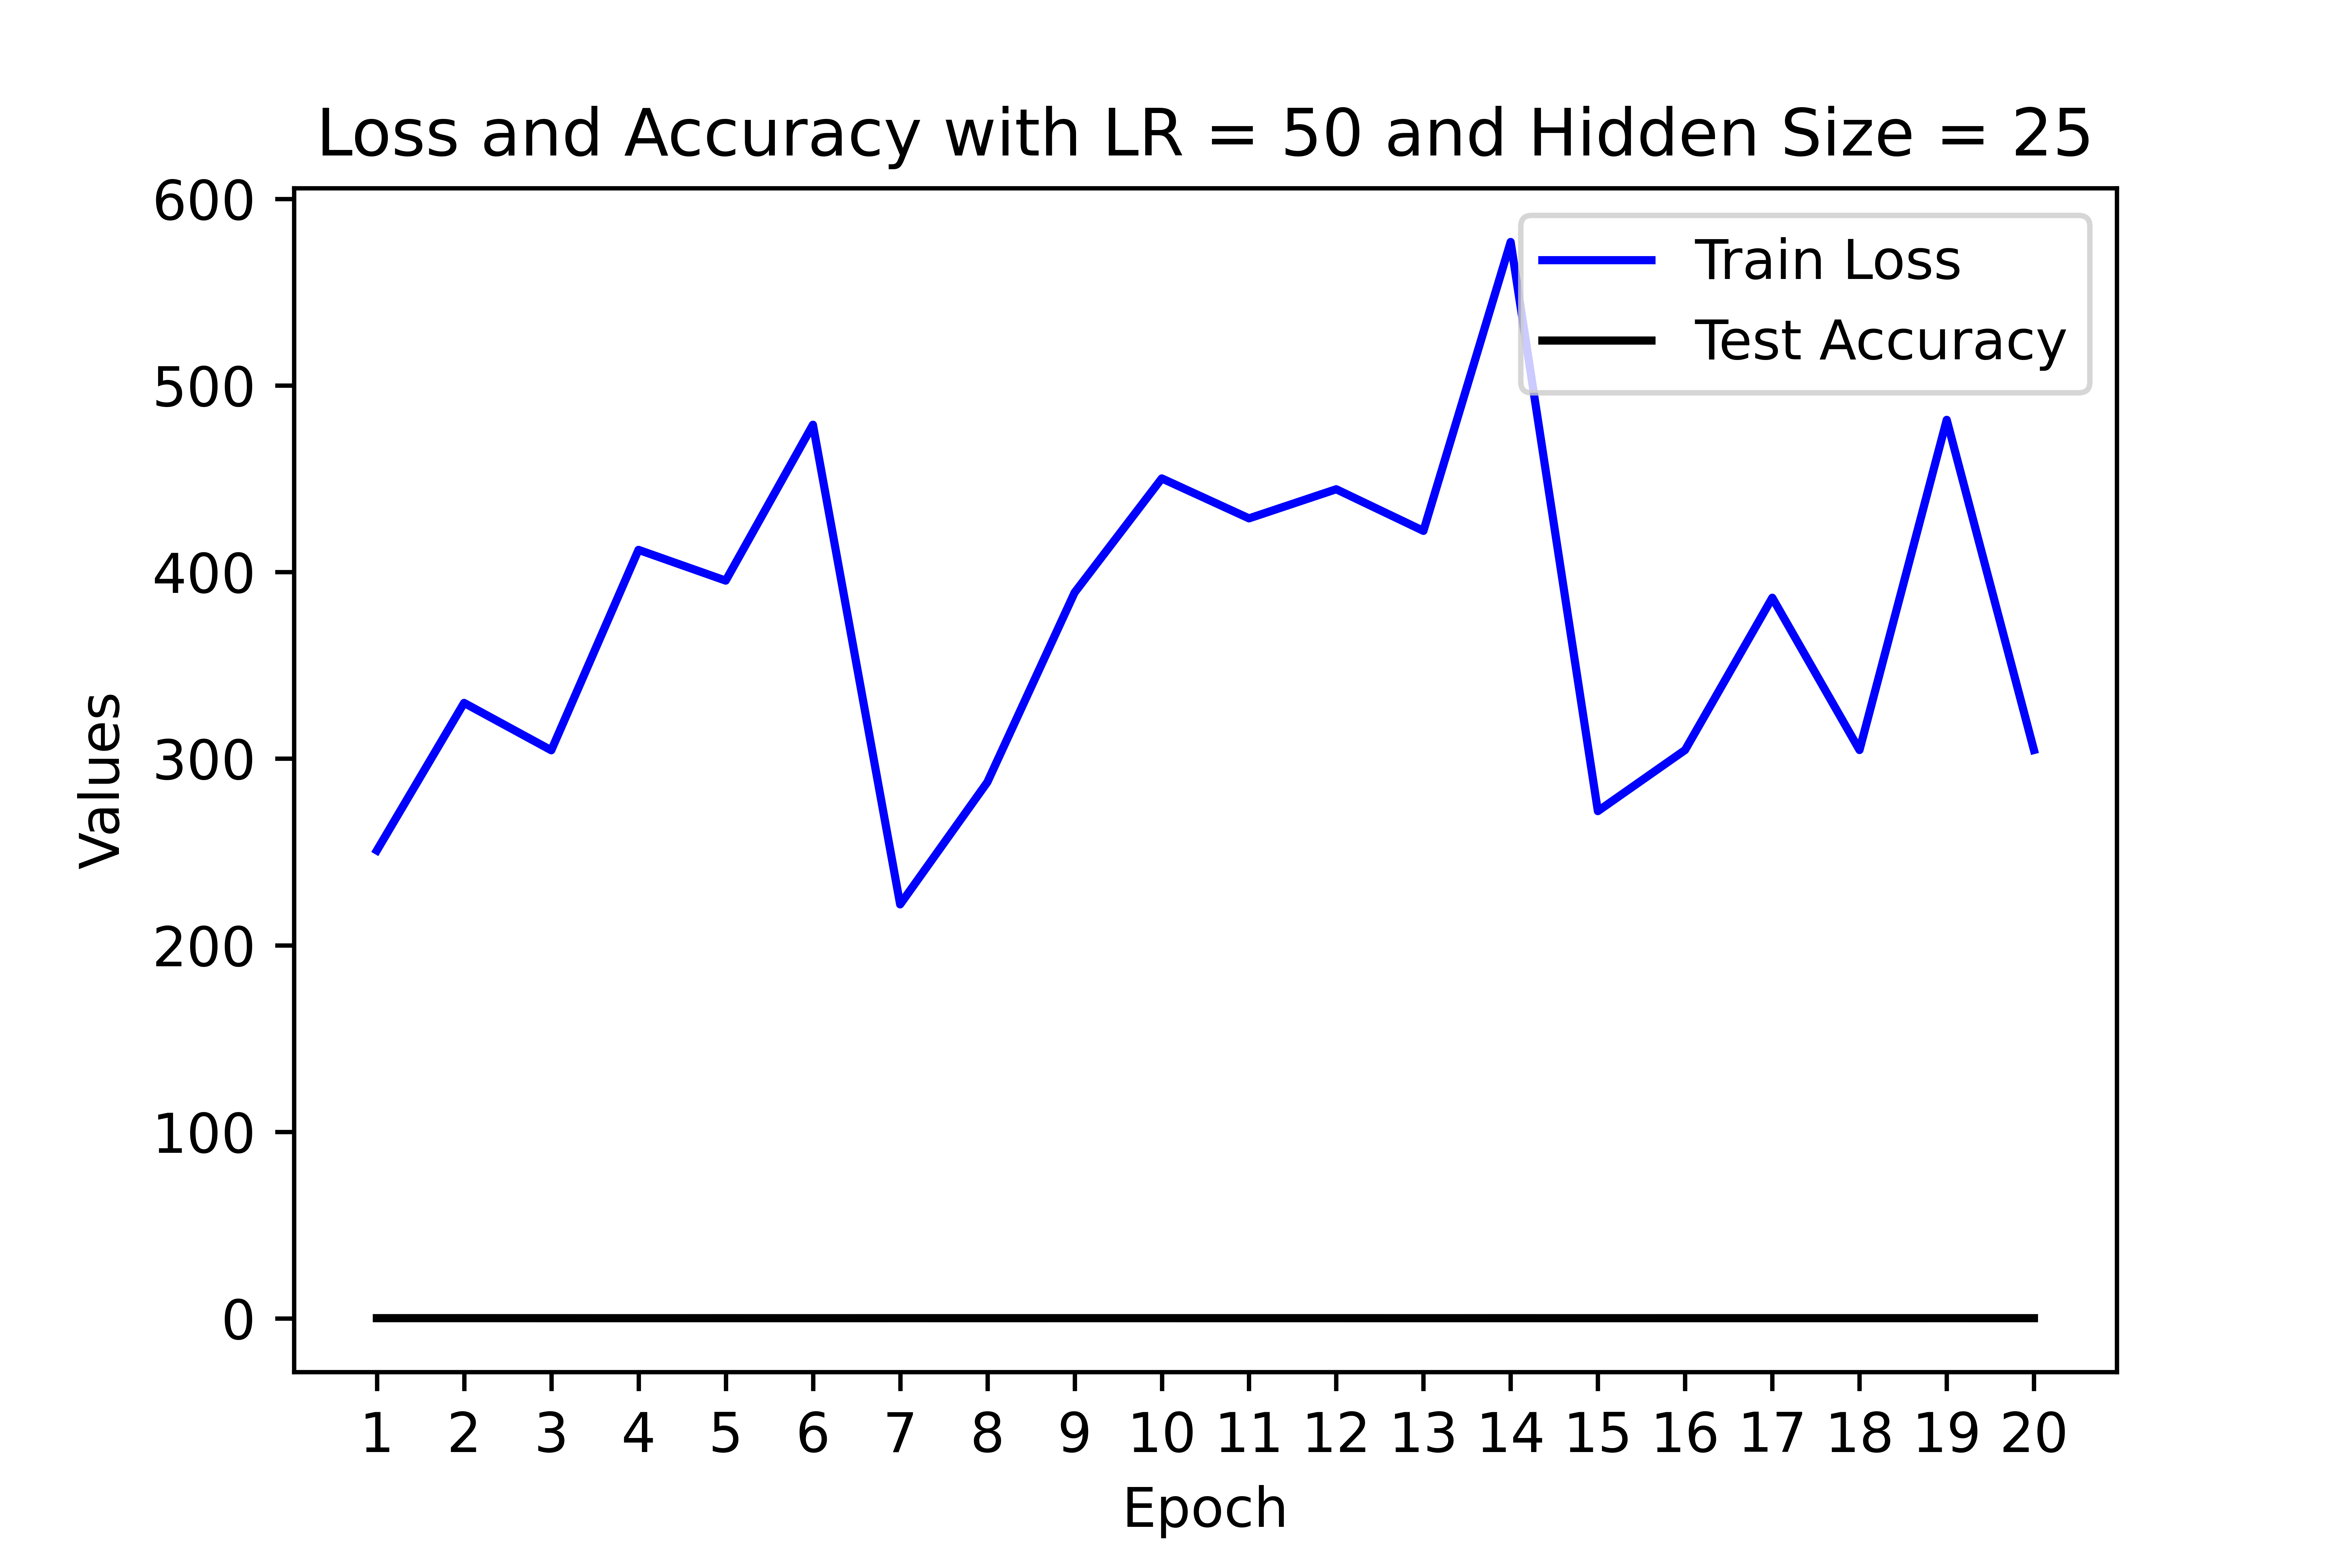 Loss and Accuracy with LR = 50 and Hidden Size = 25
600
500
400
300
200
100
0
Values
Train Loss
Test Accuracy
1 2 3 4 5 6 7 8 9 10 11 12 13 14 15 16 17 18 19 20
Epoch